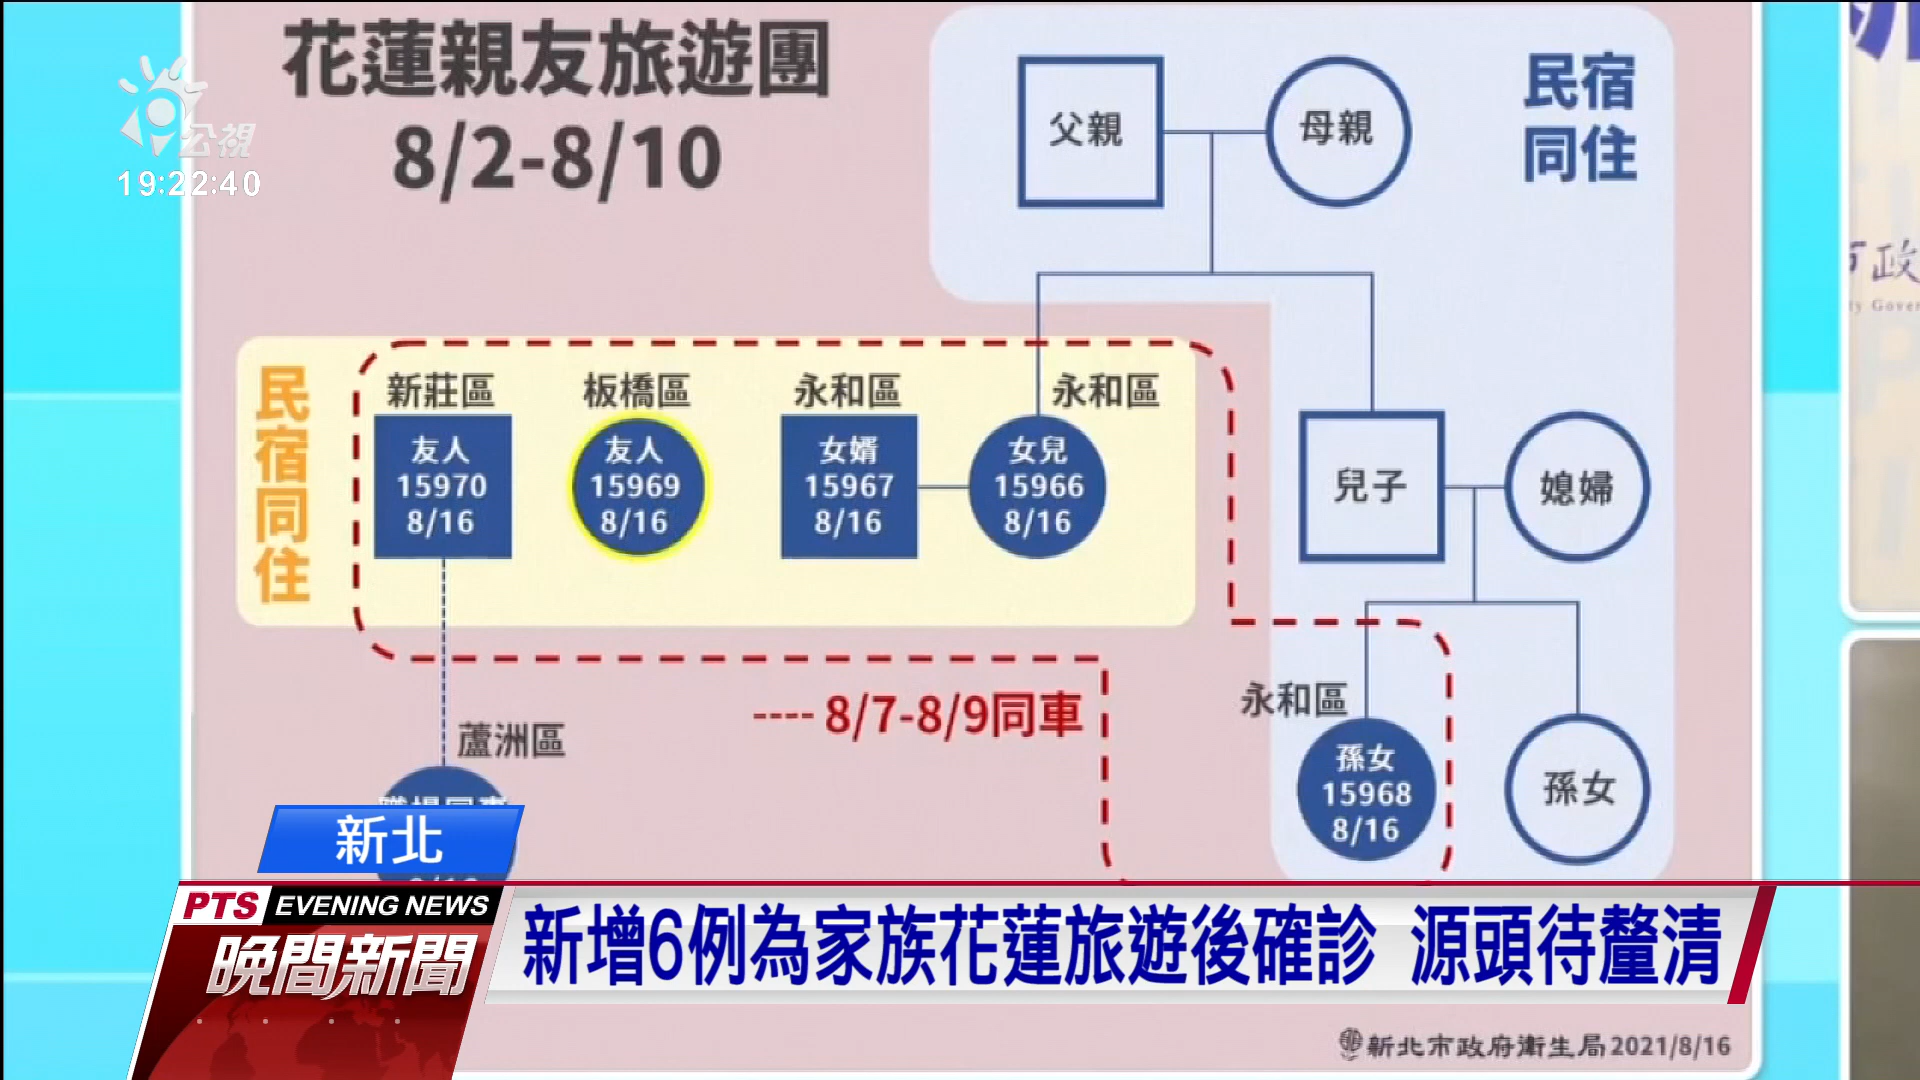 花蓮親友旅遊團
8/2-8/10
公視
19:22:40
父親
母親
民宿
同住
市政
ty Gover
民宿同住
新莊區
友人
15970
8/16
板橋區
友人
15969
8/16
永和區
女婿
15967
8/16
永和區
女兒
15966
8/16
兒子
媳婦
---- 8/7-8/9同車
蘆洲區
永和區
孫女
15968
8/16
孫女
新北
PTS EVENING NEWS
晚間新聞
新增6例為家族花蓮旅遊後確診 源頭待釐清
新北市政府衛生局 2021/8/16